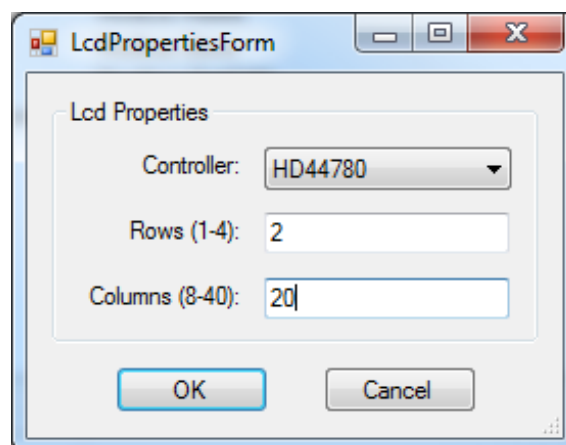 LcdPropertiesForm
Lcd Properties
Controller: HD44780
Rows (1-4): 2
Columns (8-40): 20
OK Cancel